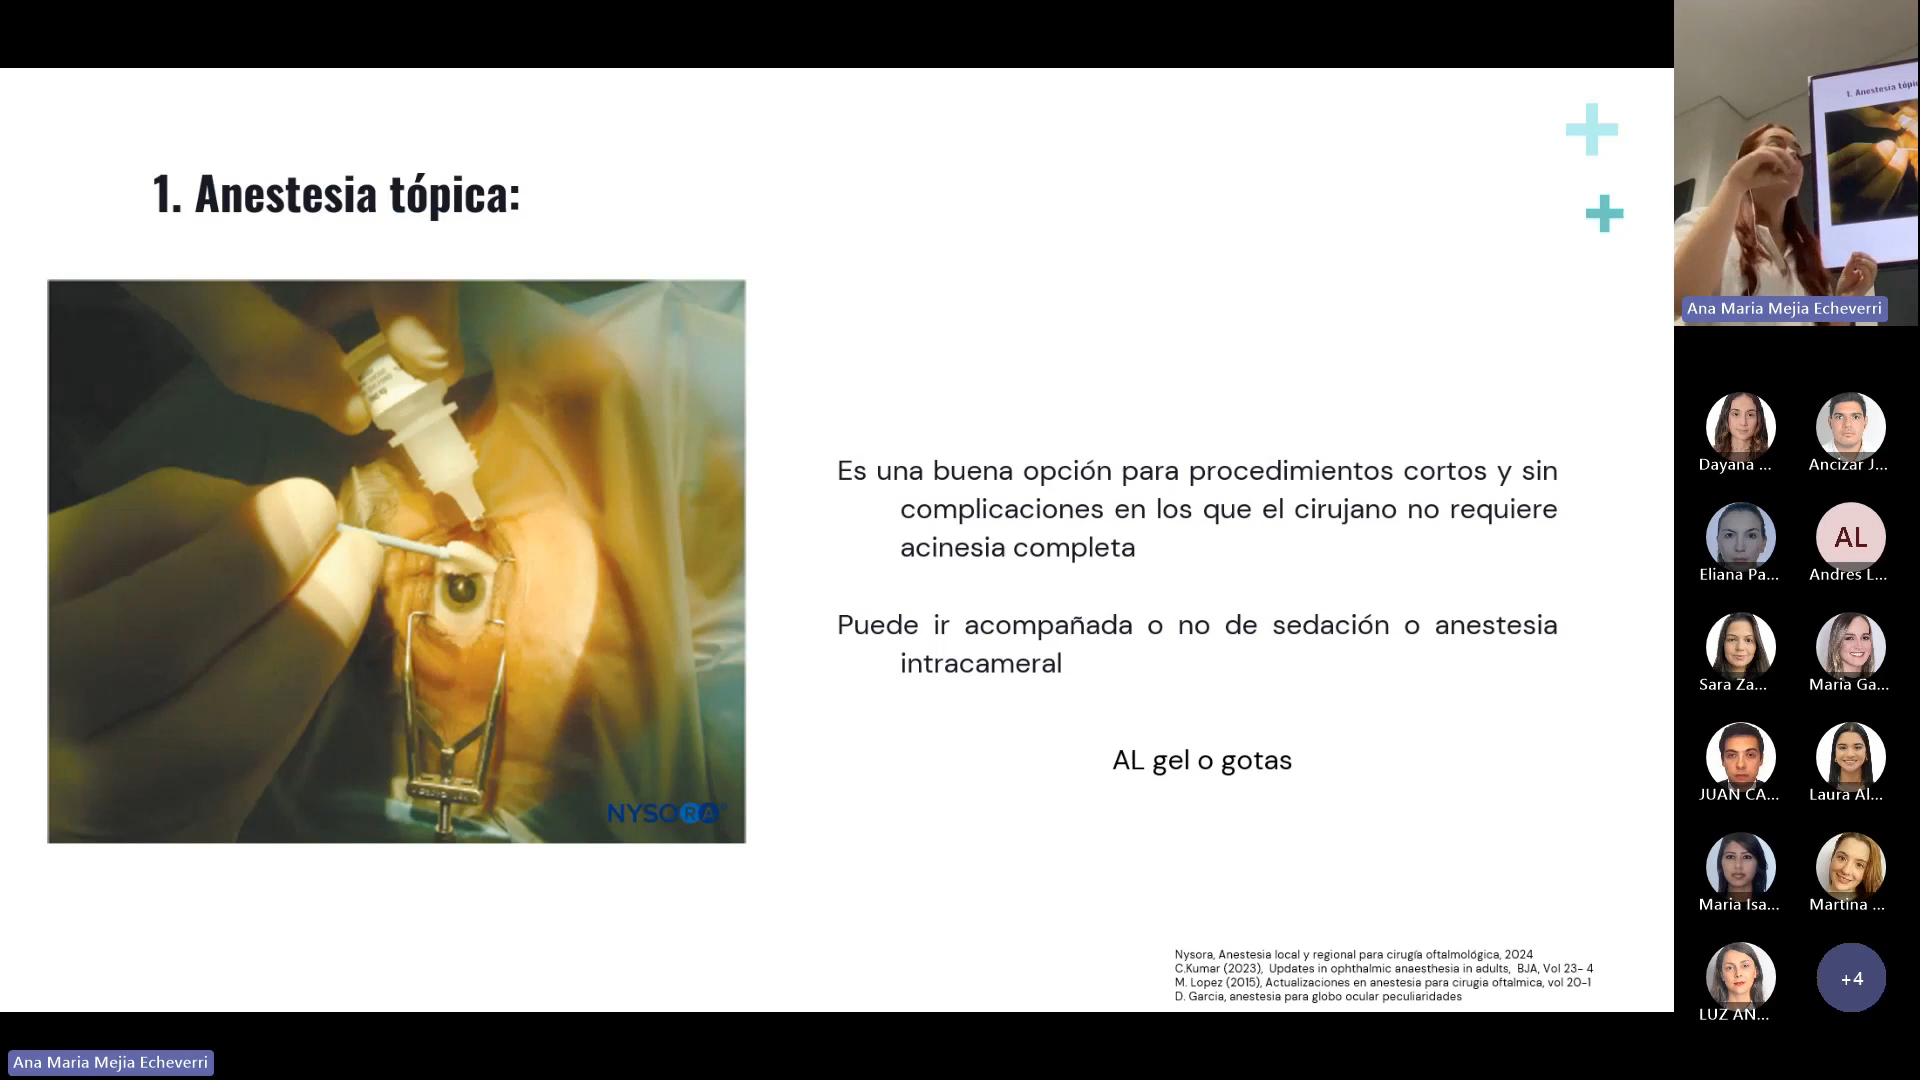 1. Anestesia tópica:
NYSORA
Es una buena opción para procedimientos cortos y sin
complicaciones en los que el cirujano no requiere
acinesia completa
Puede ir acompañada o no de sedación o anestesia
intracameral
AL gel o gotas
Nysora, Anestesia local y regional para cirugía oftalmológica, 2024
C.Kumar (2023), Updates in ophthalmic anaesthesia in adults, BJA, Vol 23- 4
M. Lopez (2015), Actualizaciones en anestesia para cirugia oftalmica, vol 20-1
D. Garcia, anestesia para globo ocular peculiaridades
Ana Maria Mejia Echeverri
1. Anestesia tópi
Ana Maria Mejia Echeverri
Dayana ...
Ancizar J...
Eliana Pa...
AL
Andres L...
Sara Za...
Maria Ga...
JUAN CA...
Laura Al...
Maria Isa...
Martina ...
LUZ AN...
+4